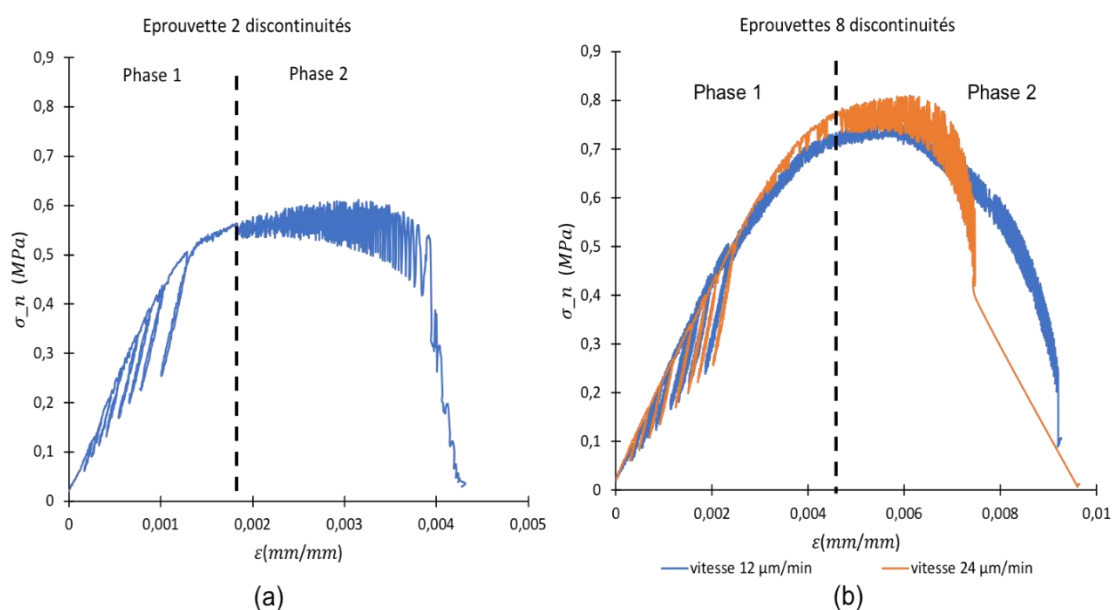 Eprouvette 2 discontinuités
0,9
0,8
0,7
0,6
0,5
0,4
0,3
0,2
0,1
0
Phase 1
Phase 2
σ_n (MPa)
0
0,001
0,002
0,003
0,004
0,005
ε(mm/mm)
(a)
Eprouvettes 8 discontinuités
0,9
0,8
0,7
0,6
0,5
0,4
0,3
0,2
0,1
0
Phase 1
Phase 2
σ_n (MPa)
0
0,002
0,004
0,006
0,008
0,01
ε(mm/mm)
vitesse 12 μm/min
vitesse 24 μm/min
(b)